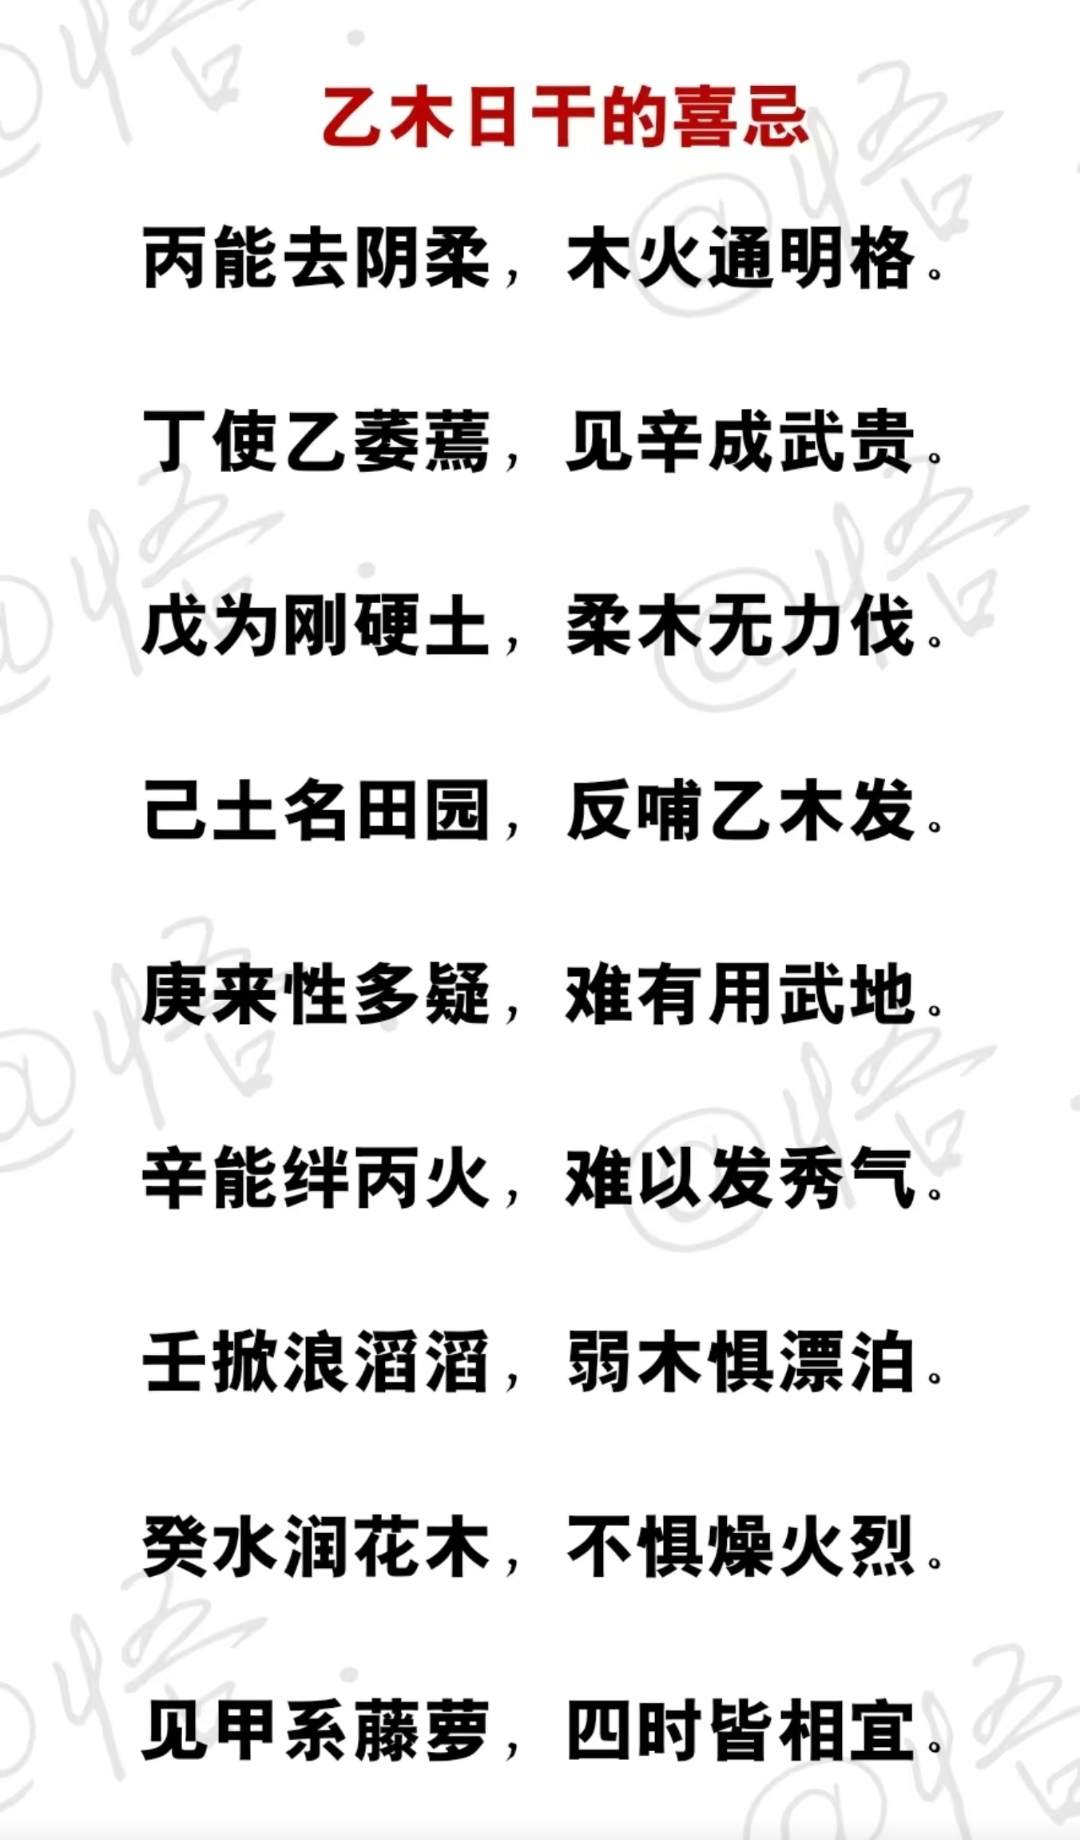 乙木日干的喜忌
丙能去阴柔，木火通明格。
丁使乙萎蔫，见辛成武贵。
戊为刚硬土，柔木无力伐。
己土名田园，反哺乙木发。
庚来性多疑，难有用武地。
辛能绊丙火，难以发秀气。
壬掀浪滔滔，弱木惧漂泊。
癸水润花木，不惧燥火烈。
见甲系藤萝，四时皆相宜。